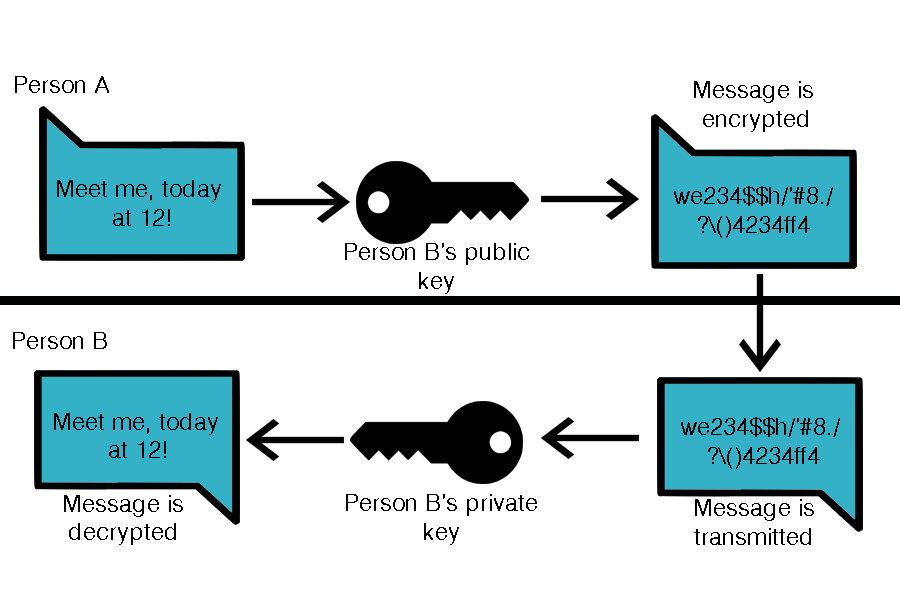 Person A
Meet me, today
at 12!
Person B's public
key
Message is
encrypted
we234$$h/'#8./
?\()4234ff4
Person B
Meet me, today
at 12!
Message is
decrypted
Person B's private
key
we234$$h/'#8./
?\()4234ff4
Message is
transmitted